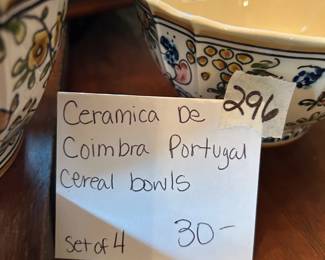 296
Ceramica De
Coimbra Portugal
cereal bowls
set of 4 30-